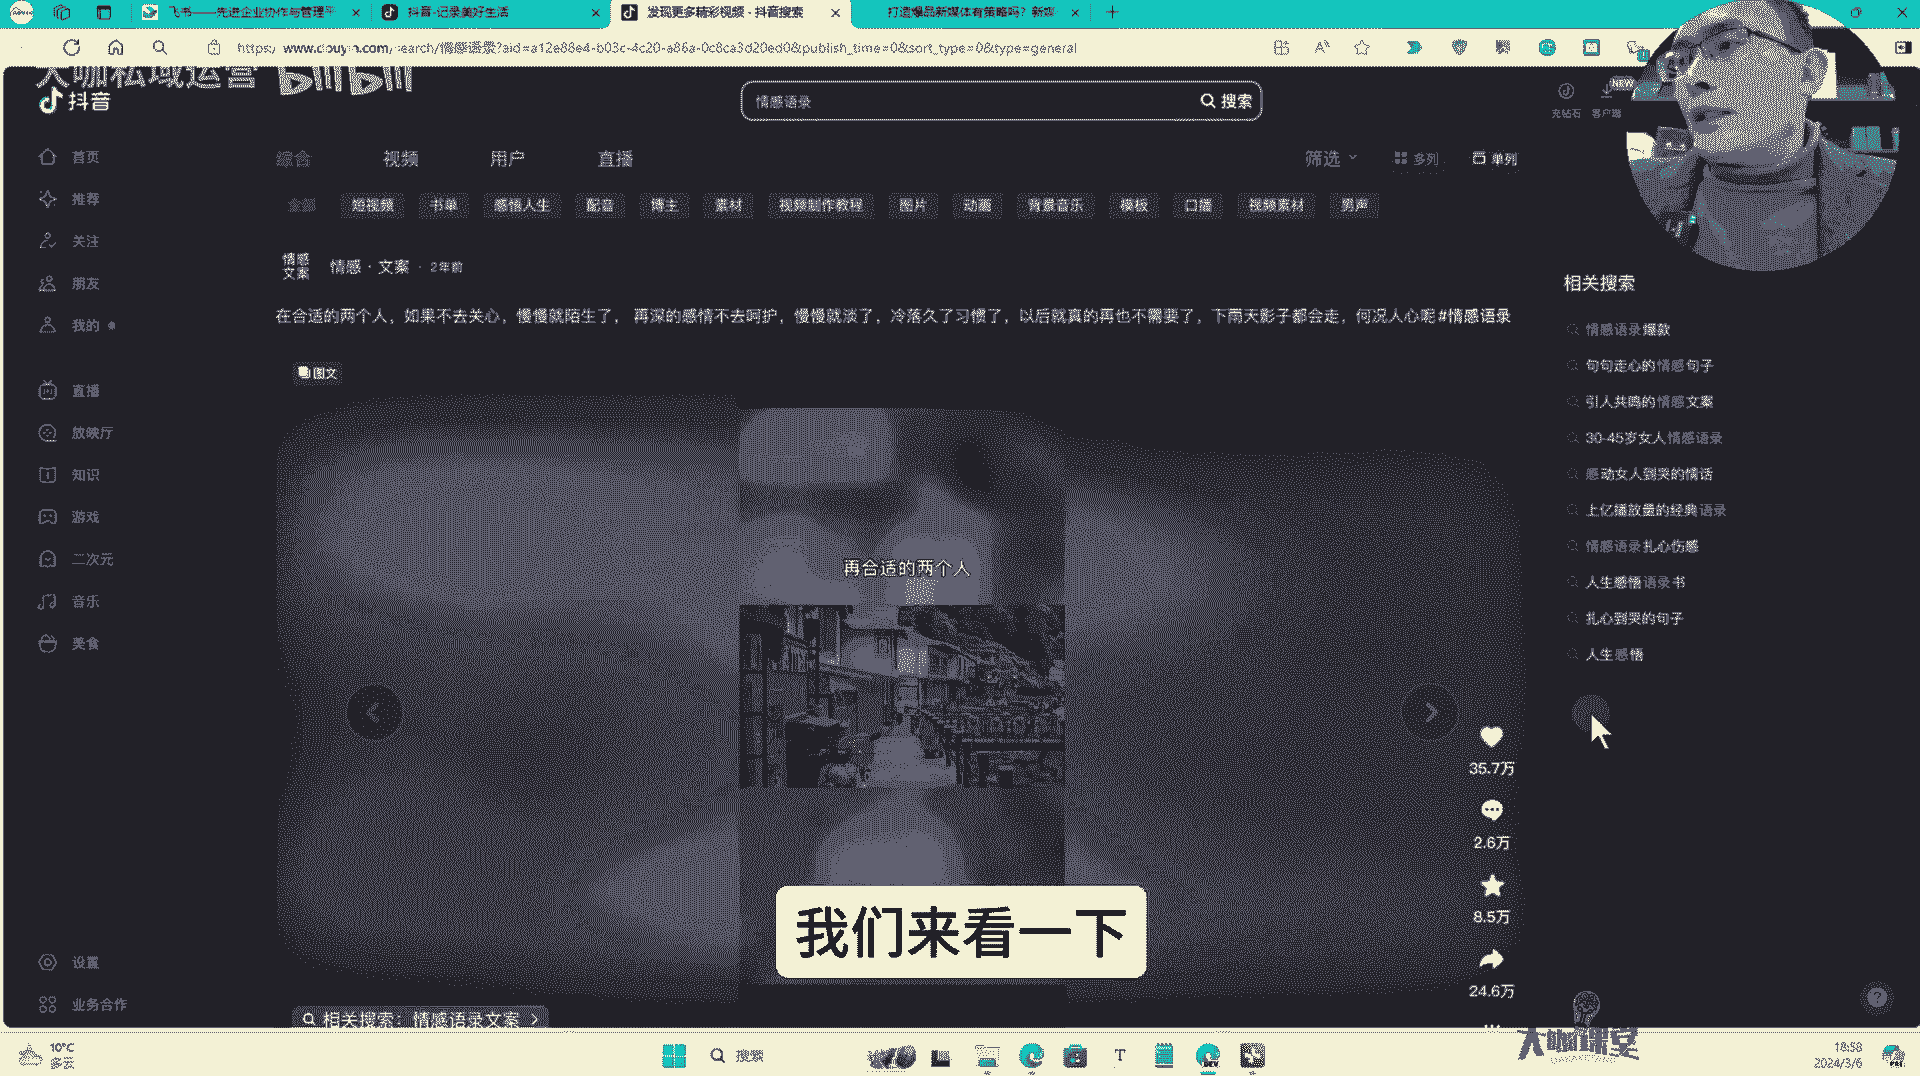 飞书——先进企业协作与管理平
抖音-记录美好生活
发现更多精彩视频 - 抖音搜索
打造爆品新媒体有策略吗？新媒
https://www.douyin.com/search/情感语录?aid=a12e88e4-b03c-4c20-a86a-0c8ca3d20ed0&publish_time=0&sort_type=0&type=general
大咖私域运营 bilibili
抖音
情感语录
搜索
充钻石
客户端
NEW
首页
推荐
关注
朋友
我的
直播
放映厅
知识
游戏
二次元
音乐
美食
设置
业务合作
综合 视频 用户 直播
筛选 多列 单列
全部 短视频 书单 感悟人生 配音 博主 素材 视频制作教程 图片 动画 背景音乐 模板 口播 视频素材 男声
情感文案
情感·文案 · 2年前
在合适的两个人，如果不去关心，慢慢就陌生了， 再深的感情不去呵护，慢慢就淡了，冷落久了习惯了，以后就真的再也不需要了，下雨天影子都会走，何况人心呢#情感语录
图文
再合适的两个人
35.7万
2.6万
8.5万
24.6万
我们来看一下
相关搜索：情感语录文案
相关搜索
情感语录爆款
句句走心的情感句子
引人共鸣的情感文案
30-45岁女人情感语录
感动女人到哭的情话
上亿播放量的经典语录
情感语录扎心伤感
人生感悟语录书
扎心到哭的句子
人生感悟
大咖课堂
10°C
多云
搜索
18:58
2024/3/6